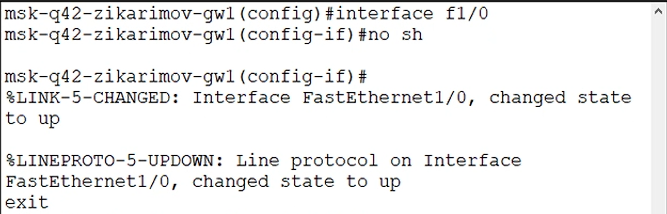 msk-q42-zikarimov-gw1(config)#interface f1/0
msk-q42-zikarimov-gw1(config-if)#no sh
msk-q42-zikarimov-gw1(config-if)#
%LINK-5-CHANGED: Interface FastEthernet1/0, changed state
to up
%LINEPROTO-5-UPDOWN: Line protocol on Interface
FastEthernet1/0, changed state to up
exit